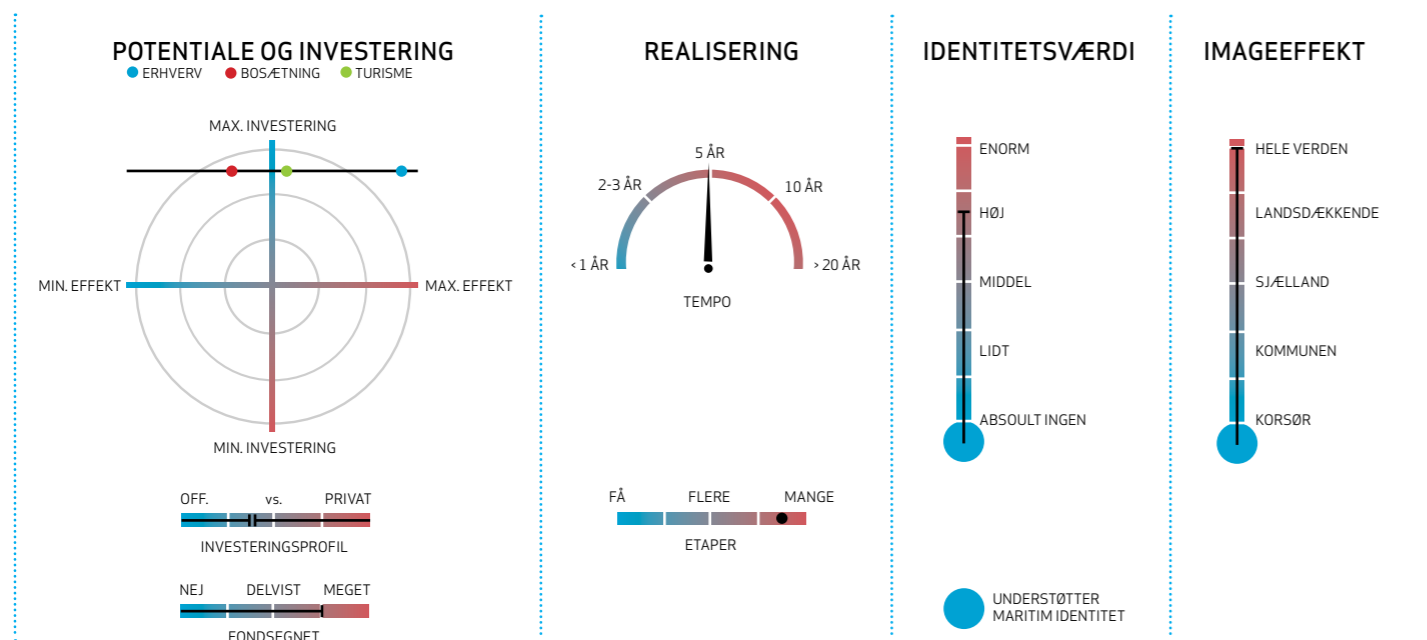 POTENTIALE OG INVESTERING
ERHVERV BOSÆTNING TURISME
MAX. INVESTERING
MIN. EFFEKT MAX. EFFEKT
MIN. INVESTERING
OFF. vs. PRIVAT
INVESTERINGSPROFIL
NEJ DELVIST MEGET
FONDSEGNET
REALISERING
5 ÅR
2-3 ÅR 10 ÅR
< 1 ÅR > 20 ÅR
TEMPO
FÅ FLERE MANGE
ETAPER
IDENTITETSVÆRDI
ENORM
HØJ
MIDDEL
LIDT
ABSOULT INGEN
UNDERSTØTTER
MARITIM IDENTITET
IMAGEEFFEKT
HELE VERDEN
LANDSDÆKKENDE
SJÆLLAND
KOMMUNEN
KORSØR